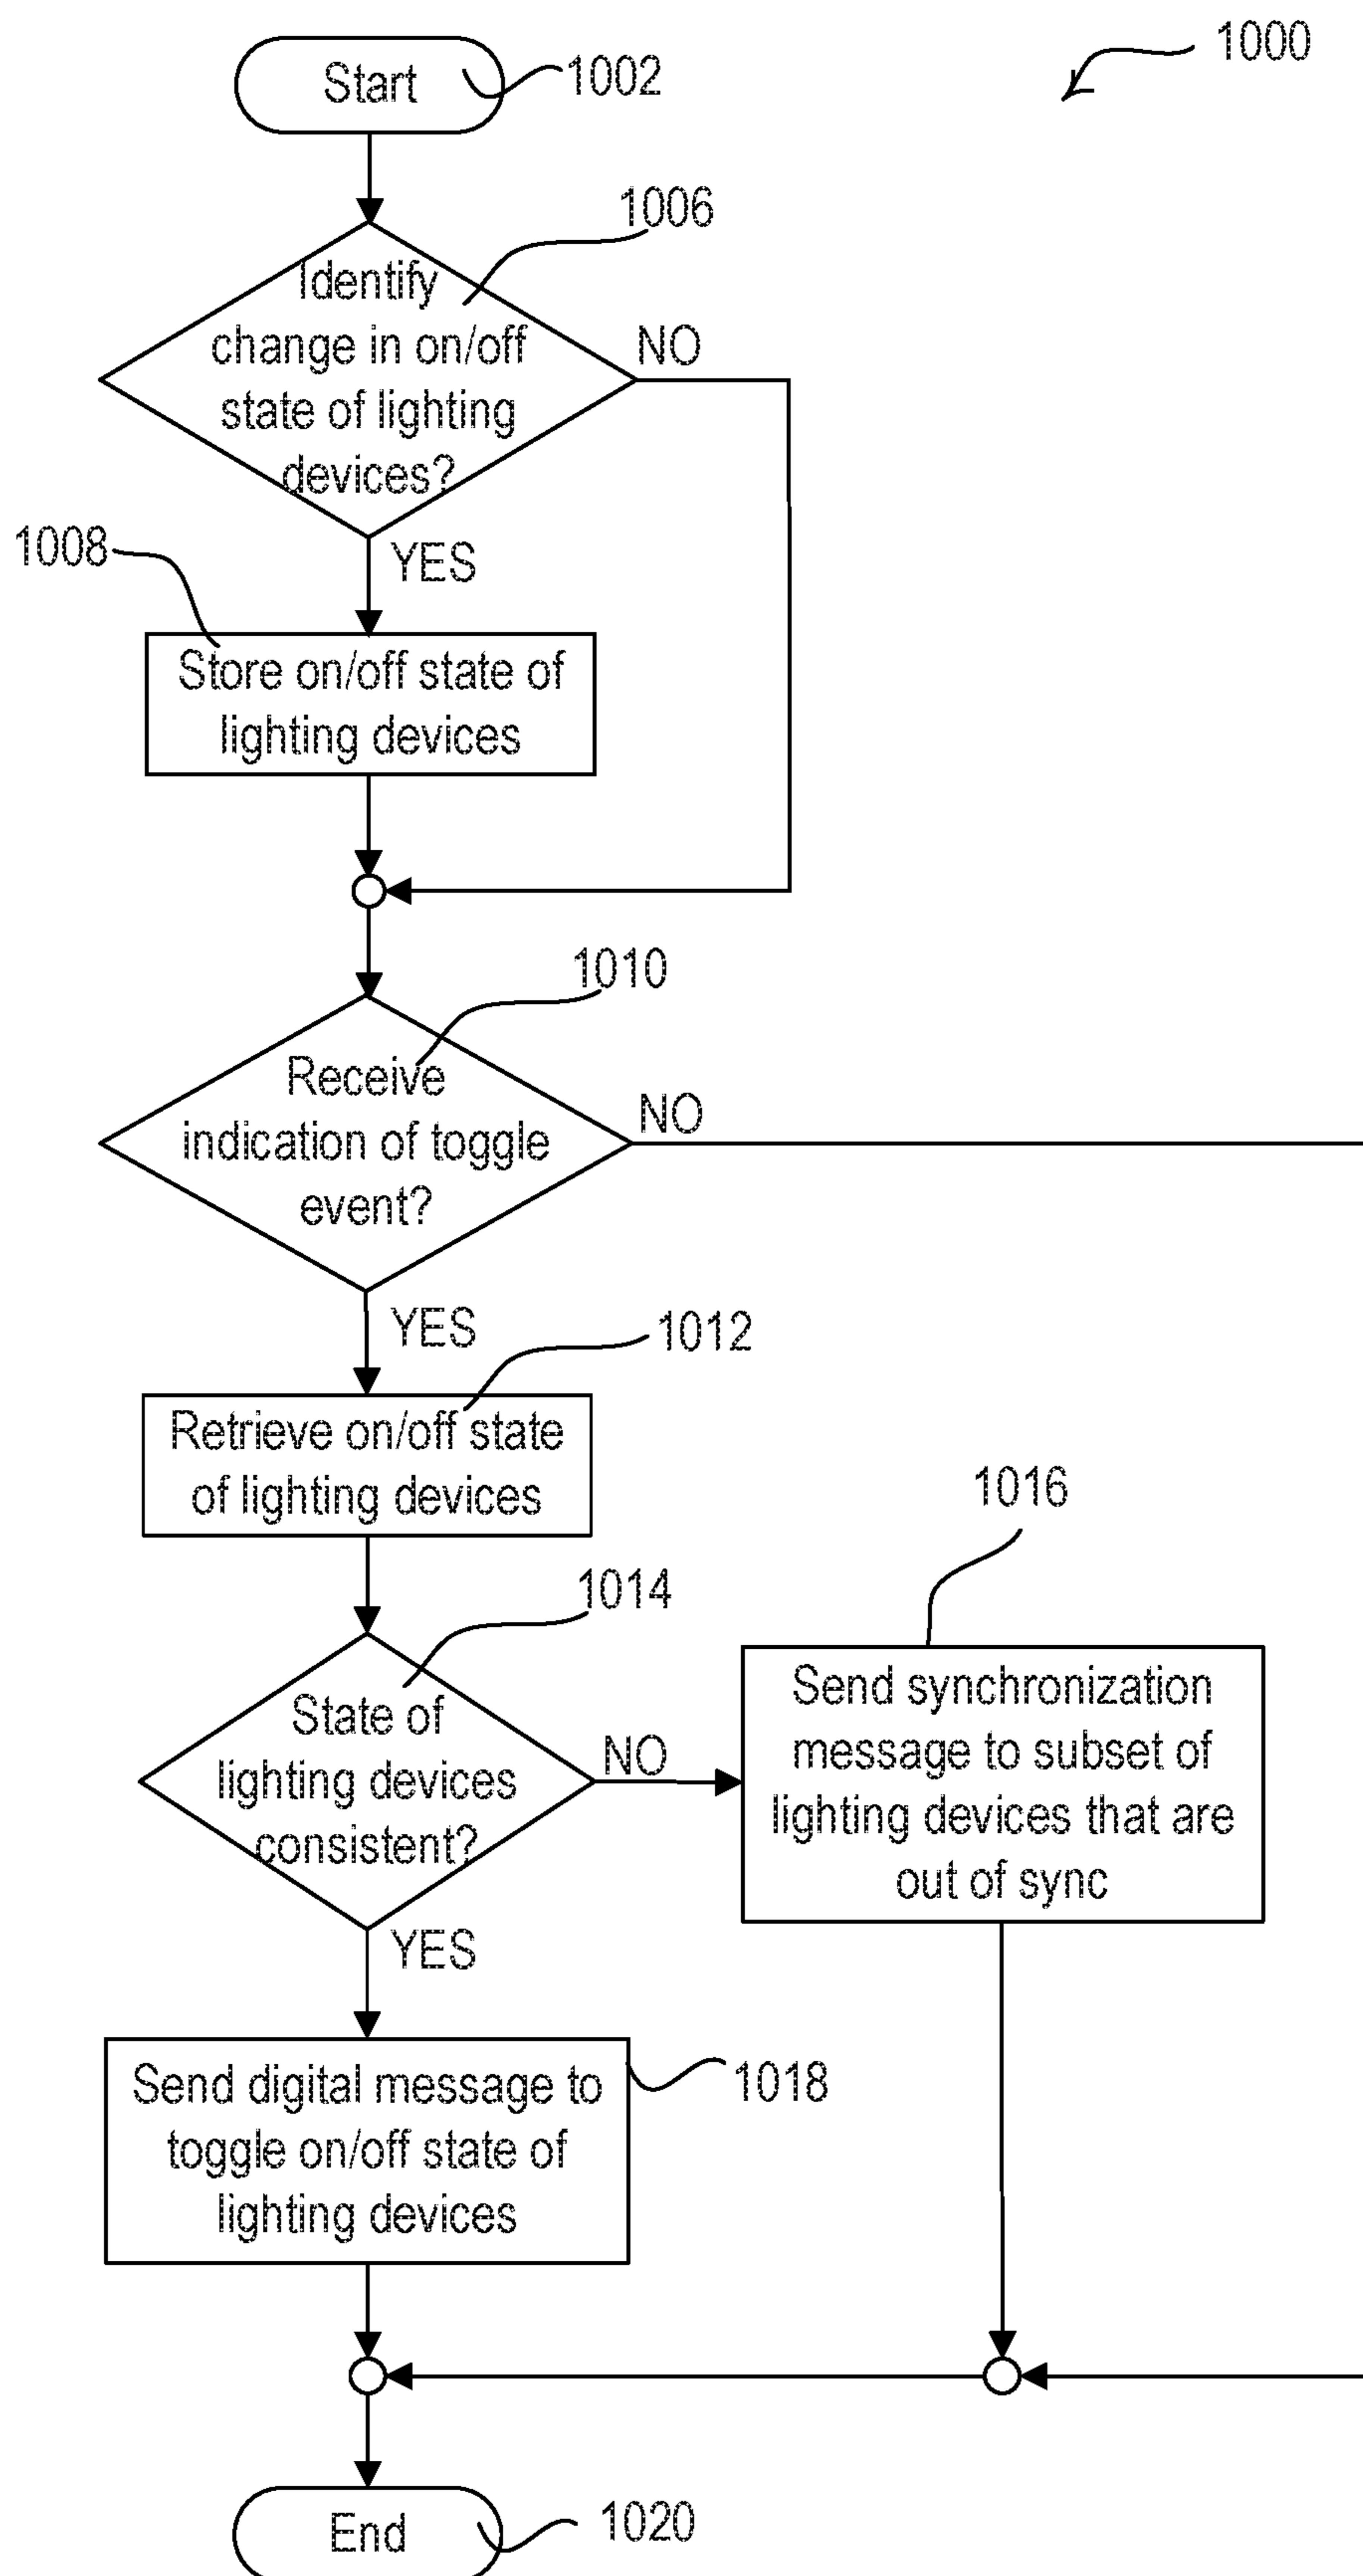 1000
Start
1002
1006
Identify
change in on/off
state of lighting
devices?
NO
YES
1008
Store on/off state of
lighting devices
1010
Receive
indication of toggle
event?
NO
YES
1012
Retrieve on/off state
of lighting devices
1014
State of
lighting devices
consistent?
NO
YES
1016
Send synchronization
message to subset of
lighting devices that are
out of sync
Send digital message to
toggle on/off state of
lighting devices
1018
End
1020